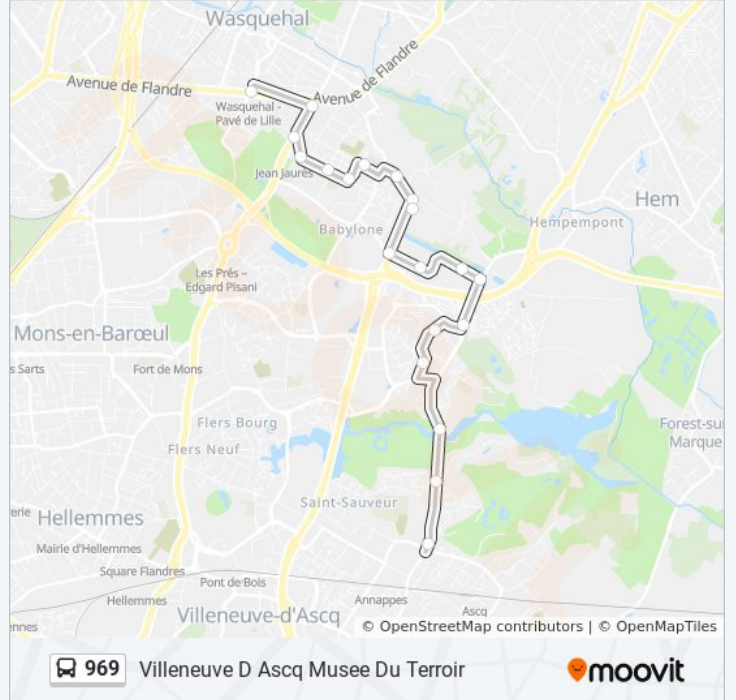 Wasquehal
Avenue de Flandre
Avenue de Flandre
Wasquehal -
Pavé de Lille
Jean Jaurès
Hem
Hempempont
Babylone
Les Prés –
Edgard Pisani
Mons-en-Barœul
s Sarts
Fort de Mons
Flers Bourg
Forest-su
Marque
Flers Neuf
Saint-Sauveur
erie
Hellemmes
Mairie d'Hellemmes
Square Flandres
Pont de Bois
Hellemmes
Annappes
Ascq
Villeneuve-d'Ascq
ennes
© OpenStreetMap contributors | © OpenMapTiles
969 Villeneuve D Ascq Musee Du Terroir
moovit